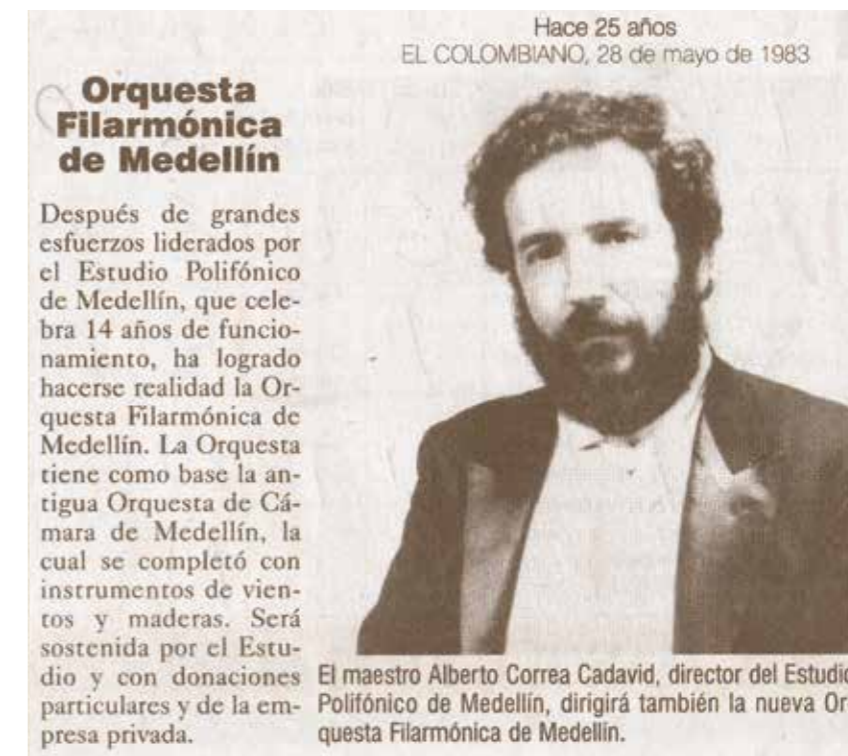 Hace 25 años
EL COLOMBIANO, 28 de mayo de 1983
Orquesta
Filarmónica
de Medellín
Después de grandes
esfuerzos liderados por
el Estudio Polifónico
de Medellín, que cele-
bra 14 años de funcio-
namiento, ha logrado
hacerse realidad la Or-
questa Filarmónica de
Medellín. La Orquesta
tiene como base la an-
tigua Orquesta de Cá-
mara de Medellín, la
cual se completó con
instrumentos de vien-
tos y maderas. Será
sostenida por el Estu-
dio y con donaciones
particulares y de la em-
presa privada.
El maestro Alberto Correa Cadavid, director del Estudio
Polifónico de Medellín, dirigirá también la nueva Or-
questa Filarmónica de Medellín.